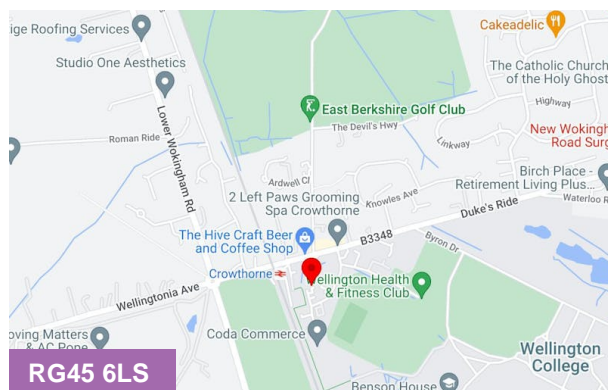 ige Roofing Services
Cakeadelic
Studio One Aesthetics
The Catholic Church
of the Holy Ghost
East Berkshire Golf Club
Highway
The Devil's Hwy
Lower Wokingham Rd
Roman Ride
Linkway
New Wokingh
Road Surg
Ardwell Cl
Birch Place -
Retirement Living Plus...
2 Left Paws Grooming
Spa Crowthorne
Knowles Ave
Waterloo R
Duke's Ride
The Hive Craft Beer
and Coffee Shop
B3348
Byron Dr
Crowthorne
Wellington Health
& Fitness Club
Wellingtonia Ave
Coda Commerce
oving Matters
& AC Pope
Wellington
College
RG45 6LS
Benson House